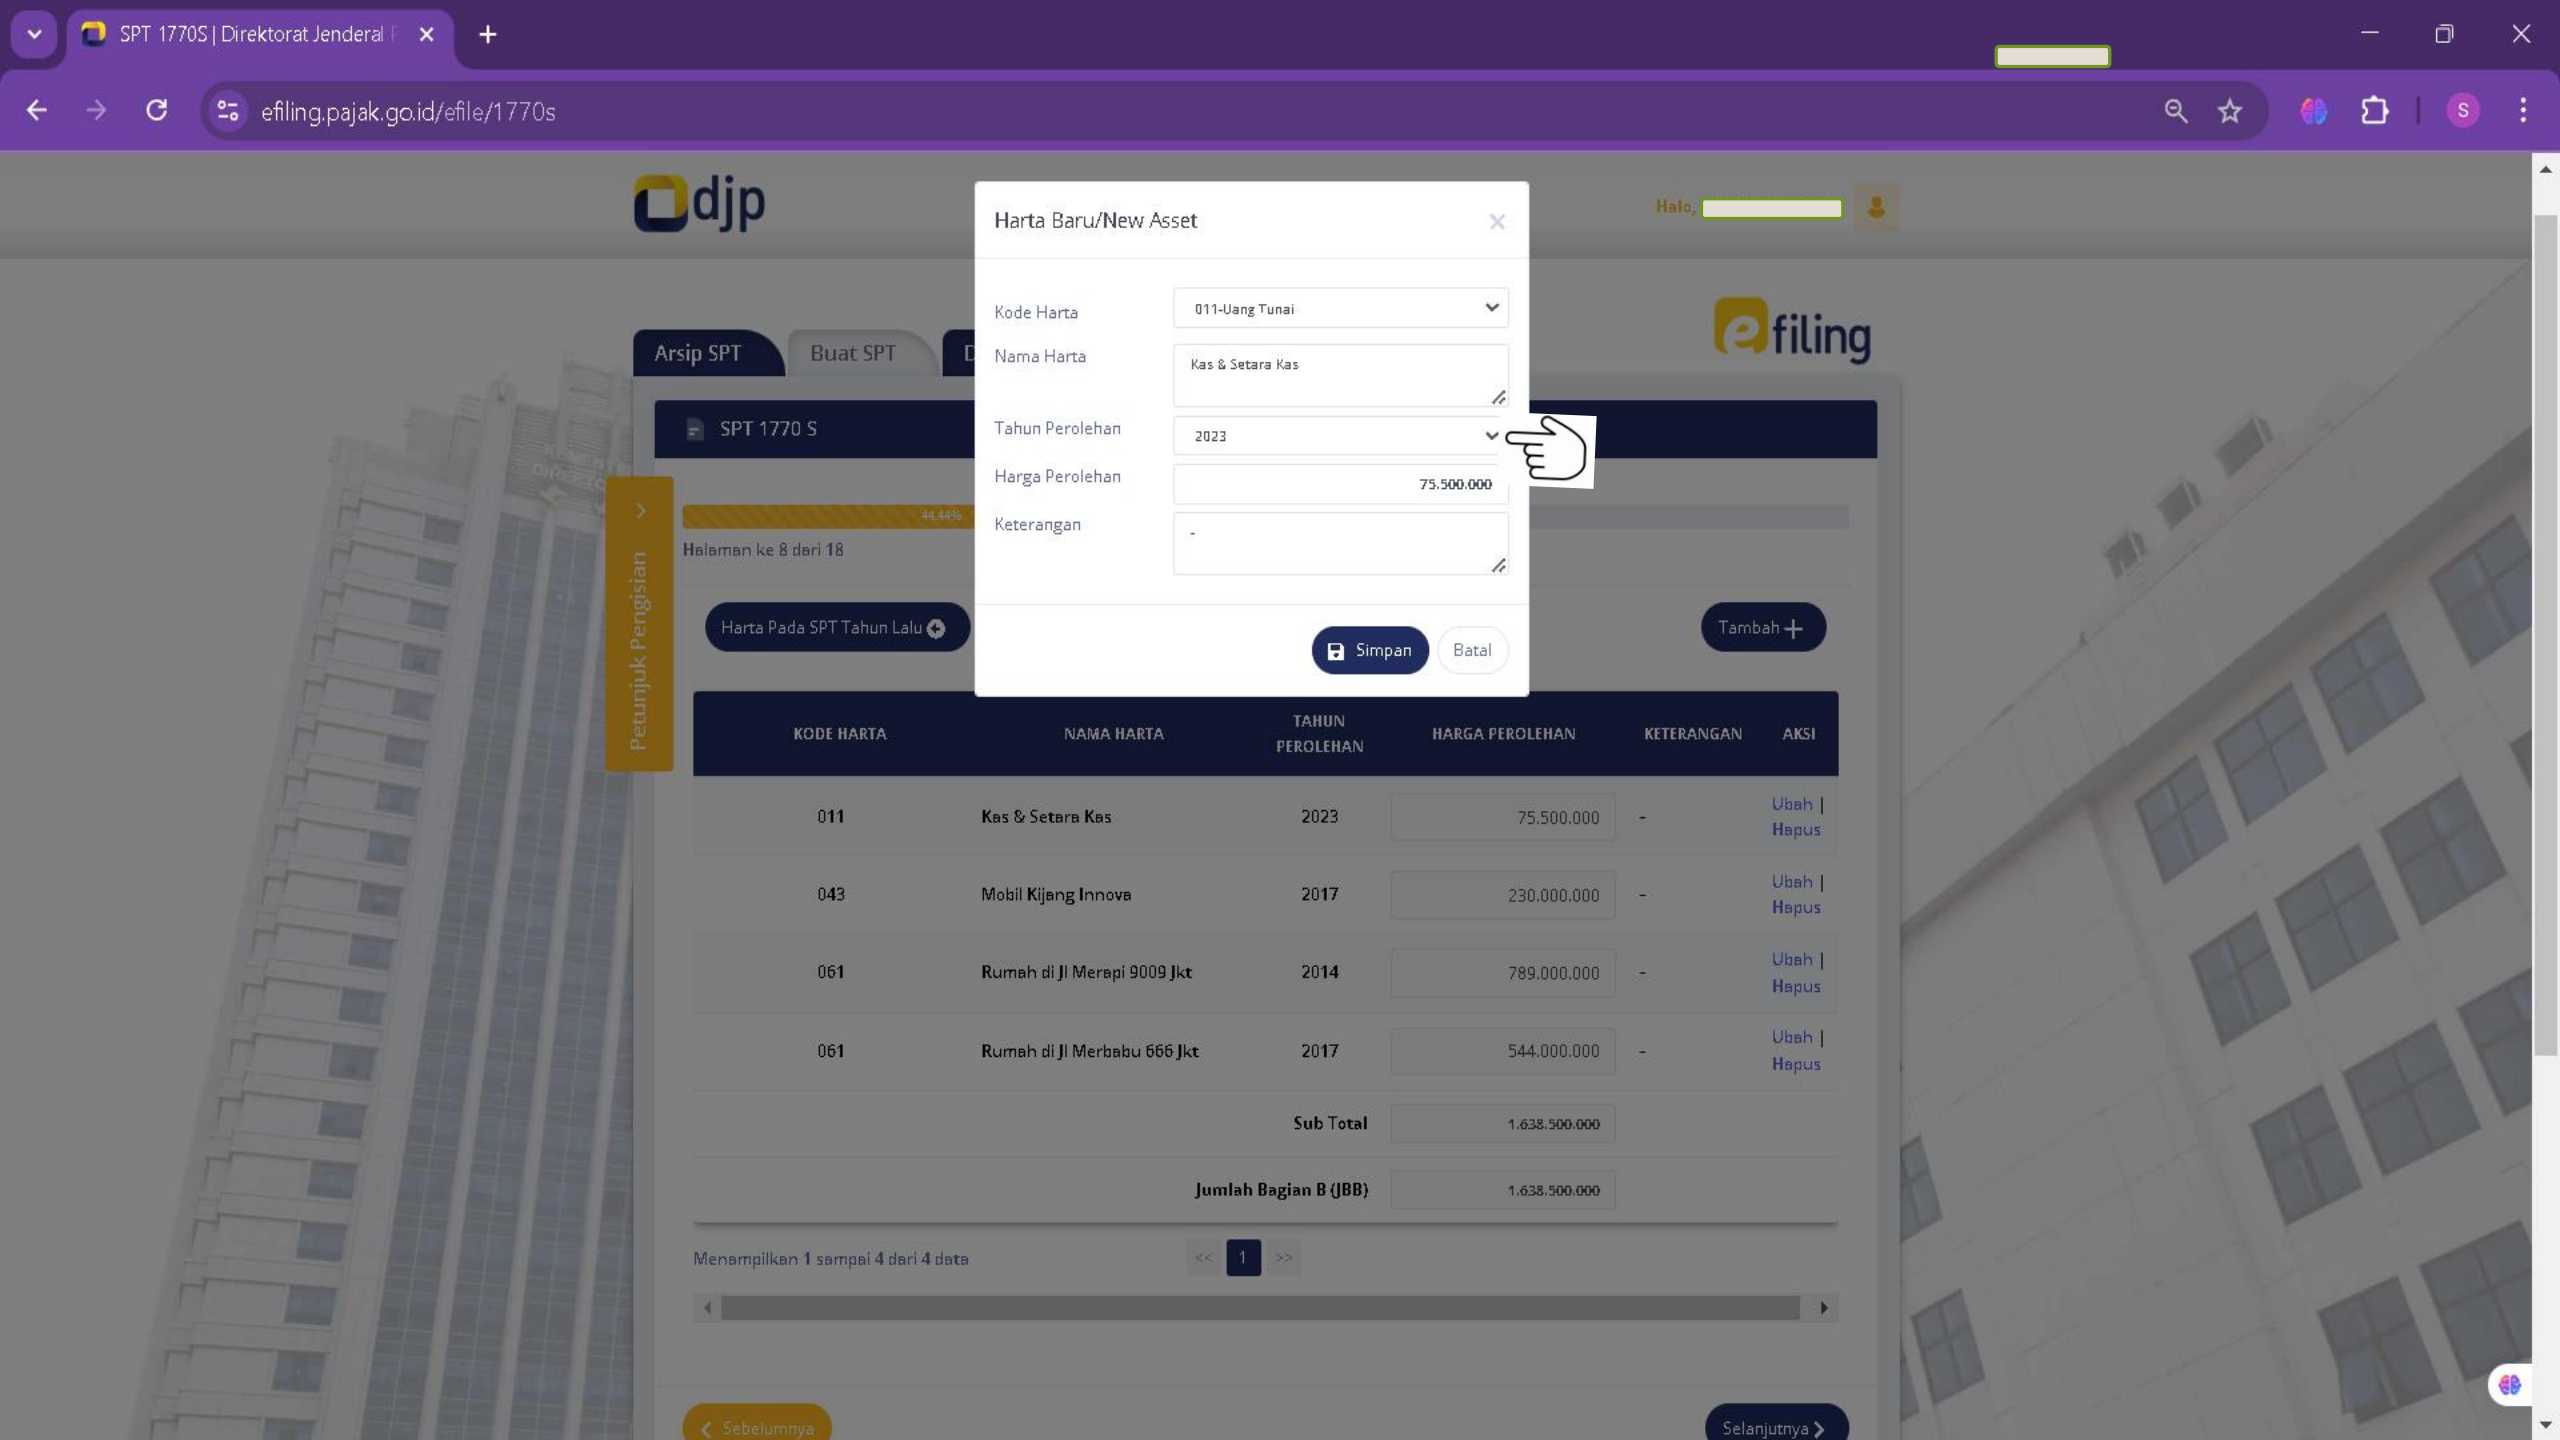 SPT 1770S | Direktorat Jenderal P
efiling.pajak.go.id/efile/1770s
S
djp
Halo,
efiling
Arsip SPT
Buat SPT
D
SPT 1770 S
44,44%
Halaman ke 8 dari 18
Petunjuk Pengisian
Harta Pada SPT Tahun Lalu
Tambah
Harta Baru/New Asset
Kode Harta
011-Uang Tunai
Nama Harta
Kas & Setara Kas
Tahun Perolehan
2023
Harga Perolehan
75.500.000
Keterangan
-
Simpan
Batal
KODE HARTA NAMA HARTA TAHUN PEROLEHAN HARGA PEROLEHAN KETERANGAN AKSI
011 Kas & Setara Kas 2023 75.500.000 - Ubah | Hapus
043 Mobil Kijang Innova 2017 230.000.000 - Ubah | Hapus
061 Rumah di Jl Merapi 9009 Jkt 2014 789.000.000 - Ubah | Hapus
061 Rumah di Jl Merbabu 666 Jkt 2017 544.000.000 - Ubah | Hapus
Sub Total 1.638.500.000
Jumlah Bagian B (JBB) 1.638.500.000
Menampilkan 1 sampai 4 dari 4 data
<< 1 >>
Sebelumnya
Selanjutnya